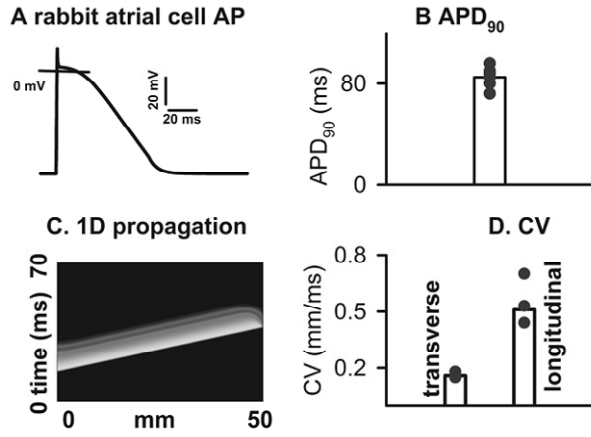 A rabbit atrial cell AP
0 mV
20 mV
20 ms
B APD90
APD90 (ms)
80
0
C. 1D propagation
0 time (ms) 70
0 mm 50
D. CV
CV (mm/ms)
0.8
0.5
0.2
transverse
longitudinal